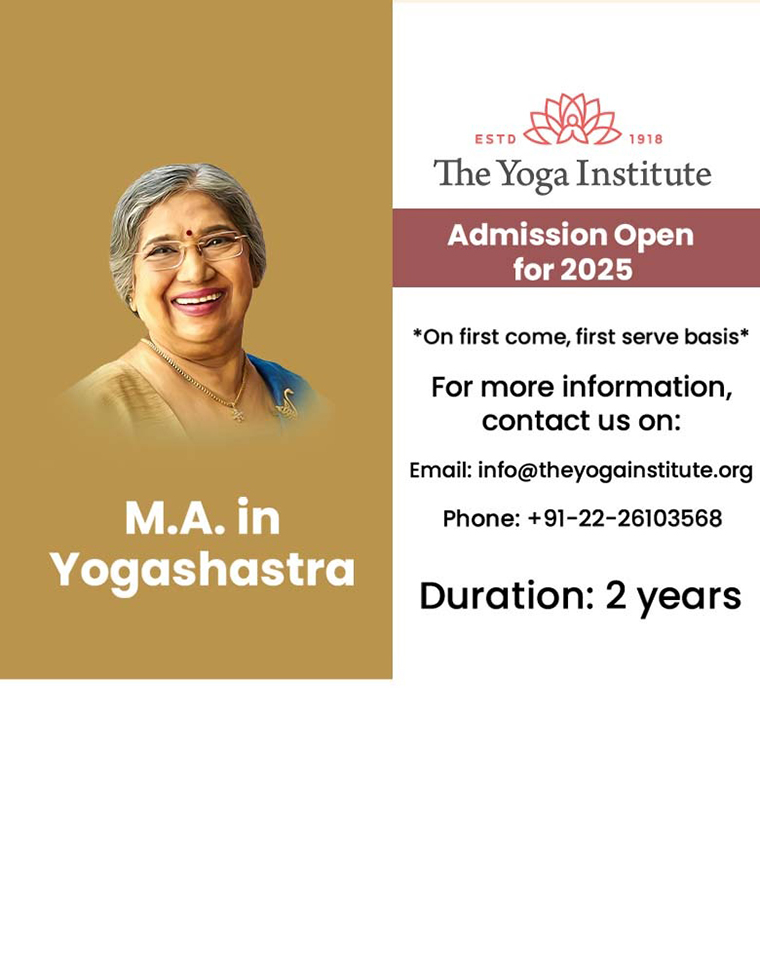 M.A. in
Yogashastra
ESTD 1918
The Yoga Institute
Admission Open
for 2025
*On first come, first serve basis*
For more information,
contact us on:
Email: info@theyogainstitute.org
Phone: +91-22-26103568
Duration: 2 years